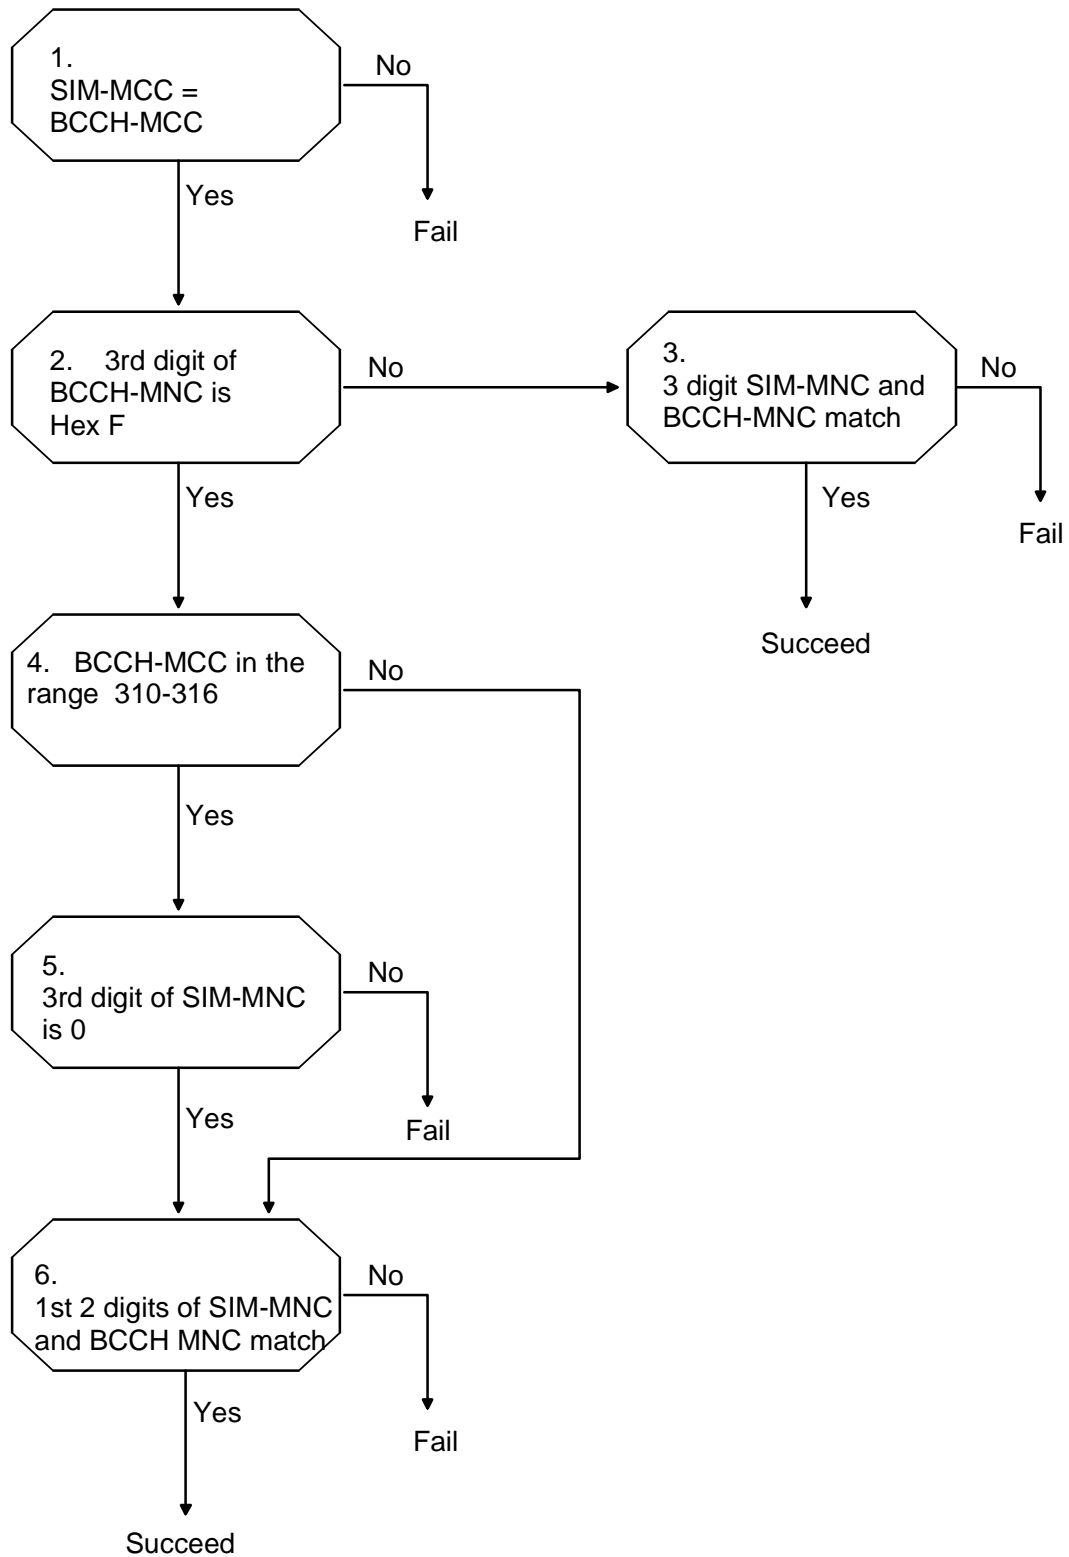 1.
SIM-MCC =
BCCH-MCC
No
Yes
Fail
2. 3rd digit of
BCCH-MNC is
Hex F
No
3.
3 digit SIM-MNC and
BCCH-MNC match
No
Yes
Yes
Fail
Succeed
4. BCCH-MCC in the
range 310-316
No
Yes
5.
3rd digit of SIM-MNC
is 0
No
Yes
Fail
6.
1st 2 digits of SIM-MNC
and BCCH MNC match
No
Yes
Fail
Succeed